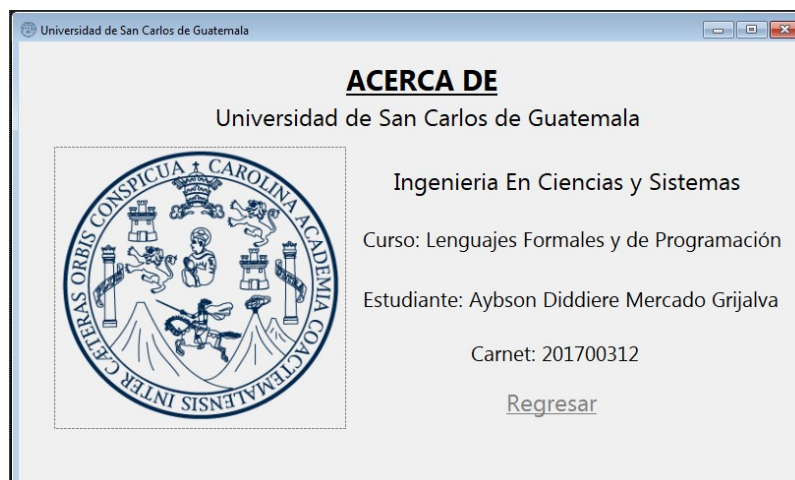 Universidad de San Carlos de Guatemala
ACERCA DE
Universidad de San Carlos de Guatemala
CAROLINA ACADEMIA COACTEMALENSIS INTER CÆTERAS ORBIS CONSPICUA
Ingenieria En Ciencias y Sistemas
Curso: Lenguajes Formales y de Programación
Estudiante: Aybson Diddiere Mercado Grijalva
Carnet: 201700312
Regresar